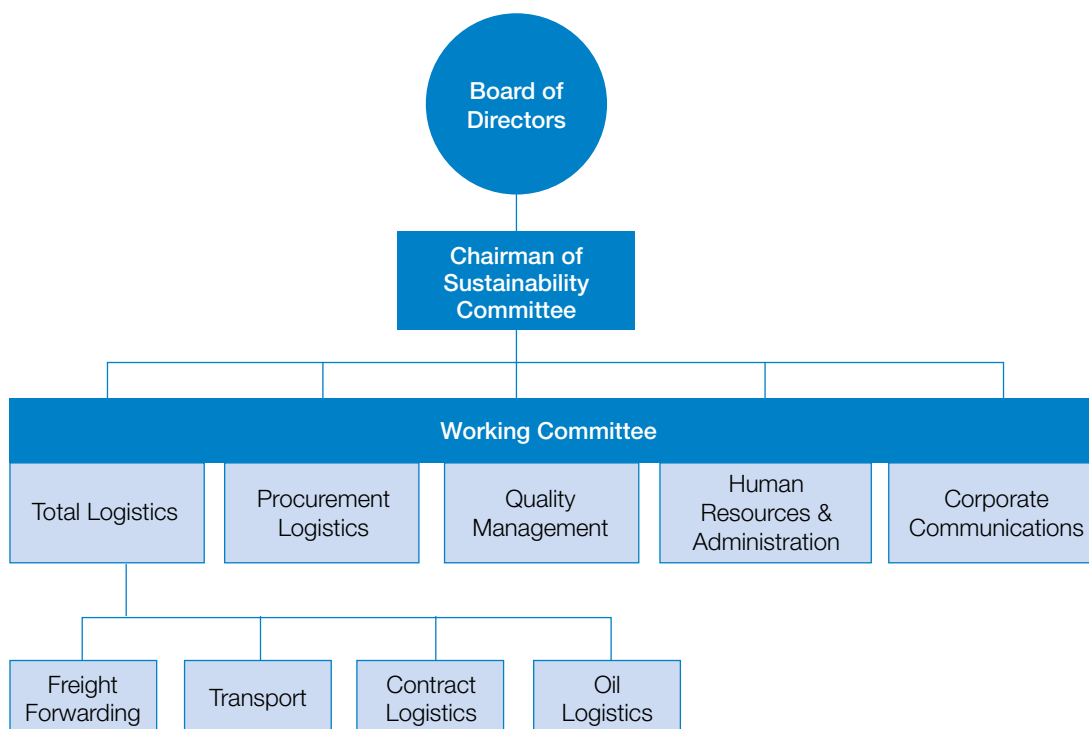 Board of
Directors
Chairman of
Sustainability
Committee
Working Committee
Total Logistics
Procurement
Logistics
Quality
Management
Human
Resources &
Administration
Corporate
Communications
Freight
Forwarding
Transport
Contract
Logistics
Oil
Logistics